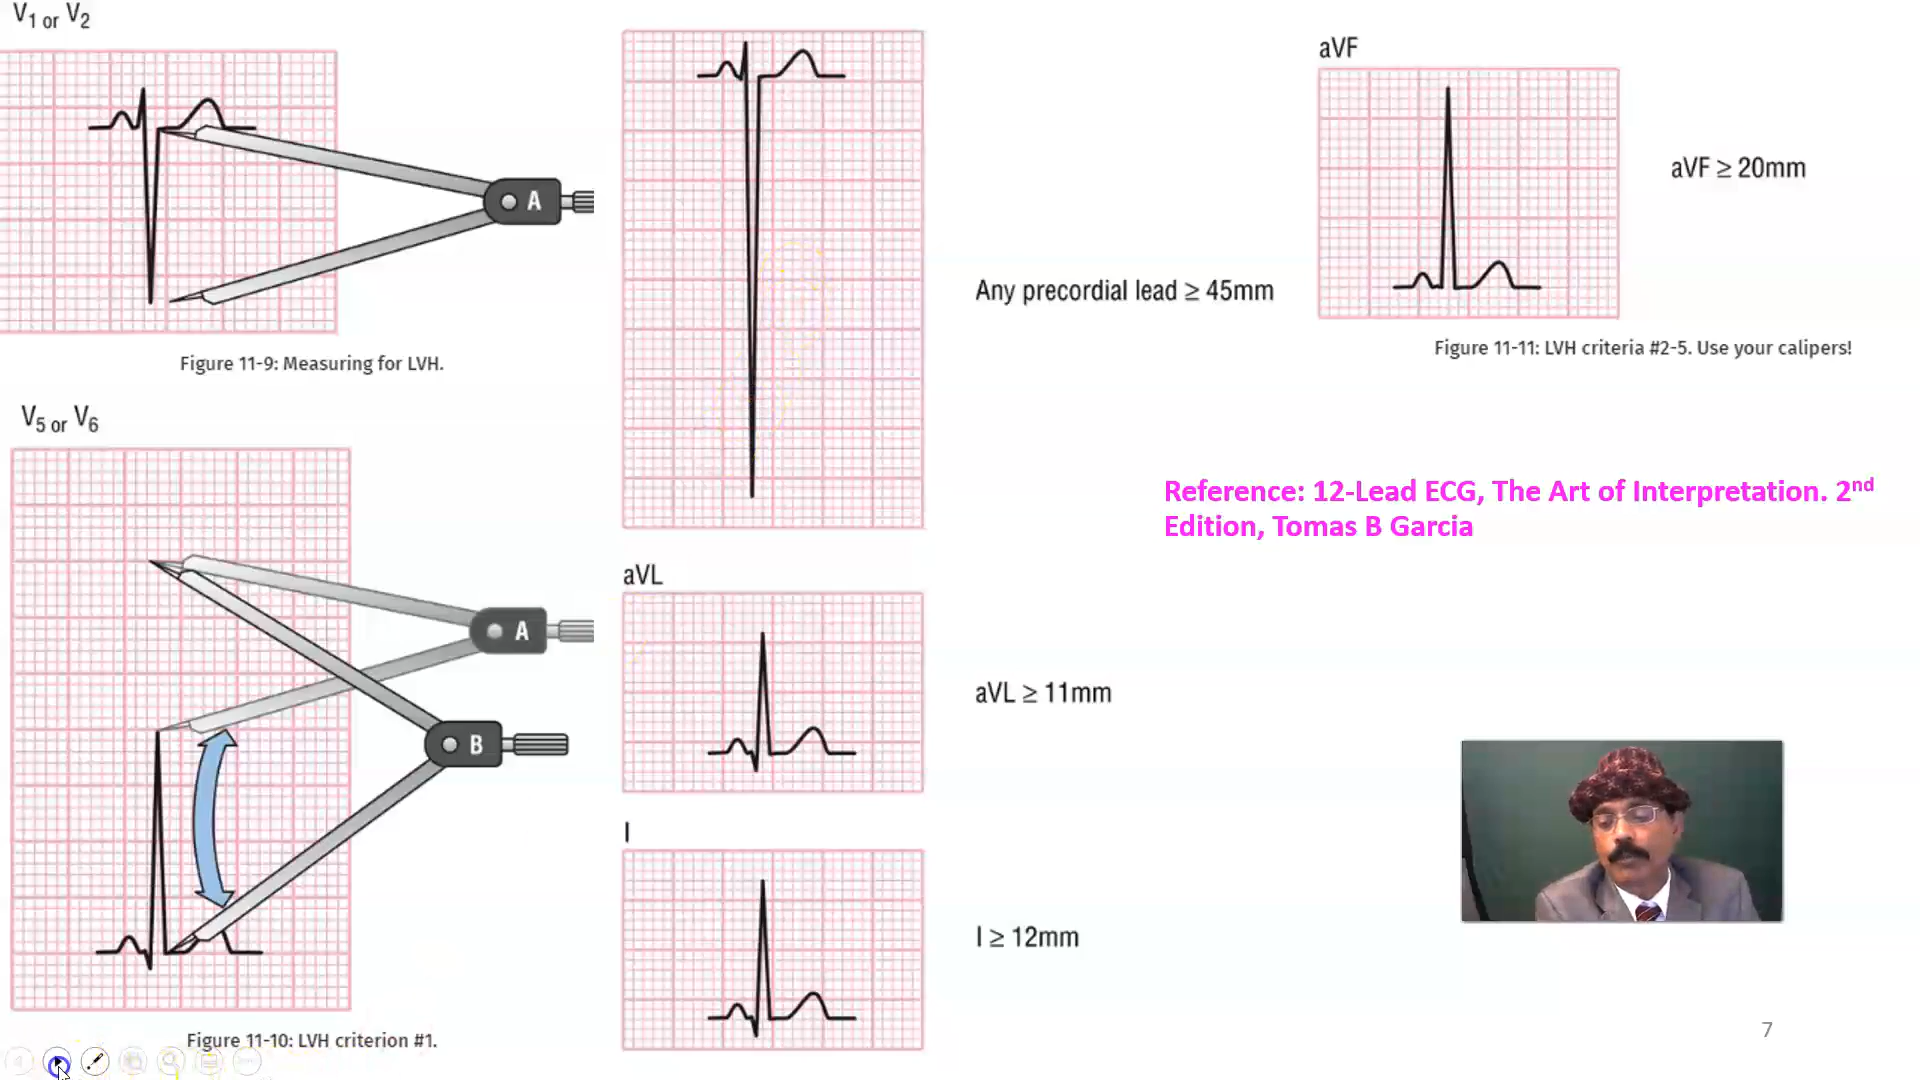 V1 or V2
A
Figure 11-9: Measuring for LVH.
V5 or V6
A
B
Figure 11-10: LVH criterion #1.
Any precordial lead ≥ 45mm
aVL
aVL ≥ 11mm
I
I ≥ 12mm
aVF
aVF ≥ 20mm
Figure 11-11: LVH criteria #2-5. Use your calipers!
Reference: 12-Lead ECG, The Art of Interpretation. 2nd
Edition, Tomas B Garcia
7